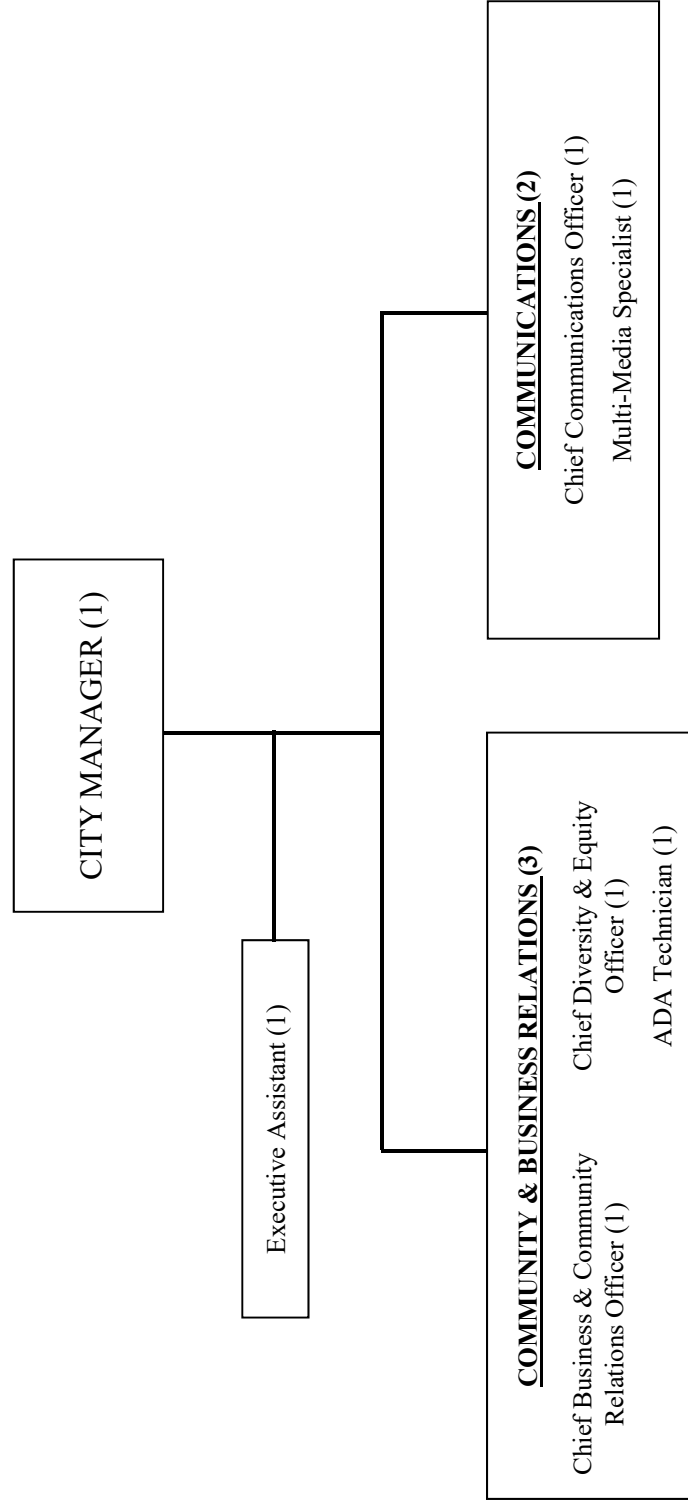 CITY MANAGER (1)
Executive Assistant (1)
COMMUNITY & BUSINESS RELATIONS (3)
Chief Business & Community
Relations Officer (1)
Chief Diversity & Equity
Officer (1)
ADA Technician (1)
COMMUNICATIONS (2)
Chief Communications Officer (1)
Multi-Media Specialist (1)